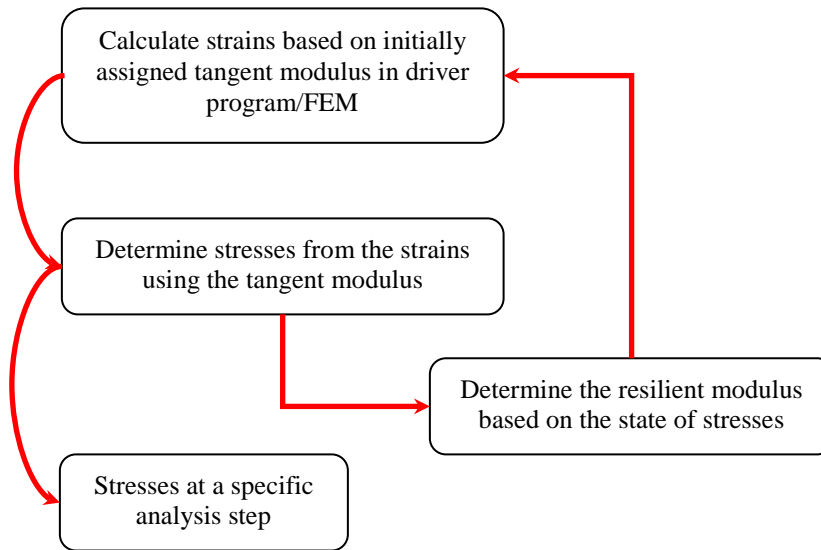 Calculate strains based on initially
assigned tangent modulus in driver
program/FEM
Determine stresses from the strains
using the tangent modulus
Determine the resilient modulus
based on the state of stresses
Stresses at a specific
analysis step